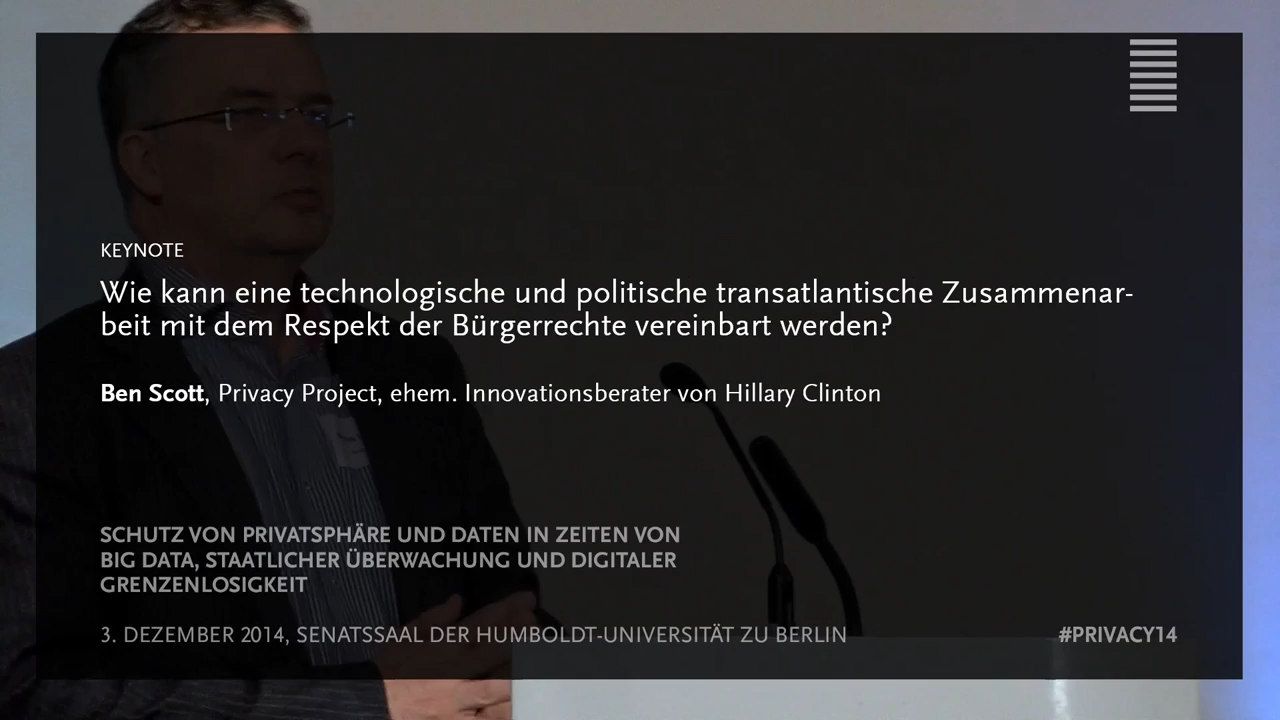 KEYNOTE
Wie kann eine technologische und politische transatlantische Zusammenar-
beit mit dem Respekt der Bürgerrechte vereinbart werden?
Ben Scott, Privacy Project, ehem. Innovationsberater von Hillary Clinton
SCHUTZ VON PRIVATSPHÄRE UND DATEN IN ZEITEN VON
BIG DATA, STAATLICHER ÜBERWACHUNG UND DIGITALER
GRENZENLOSIGKEIT
3. DEZEMBER 2014, SENATSSAAL DER HUMBOLDT-UNIVERSITÄT ZU BERLIN
#PRIVACY14